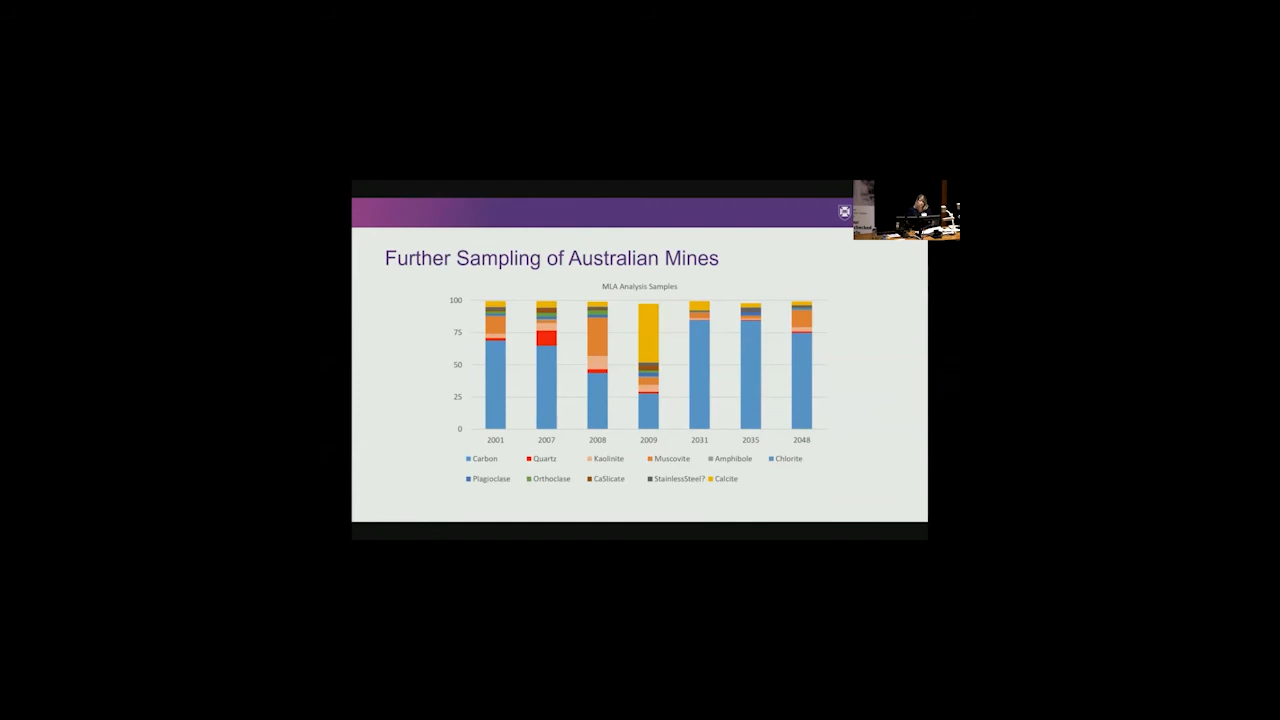 Further Sampling of Australian Mines
MLA Analysis Samples
100
75
50
25
0
2001 2007 2008 2009 2031 2035 2048
Carbon Quartz Kaolinite Muscovite Amphibole Chlorite
Plagioclase Orthoclase CaSlicate StainlessSteel? Calcite